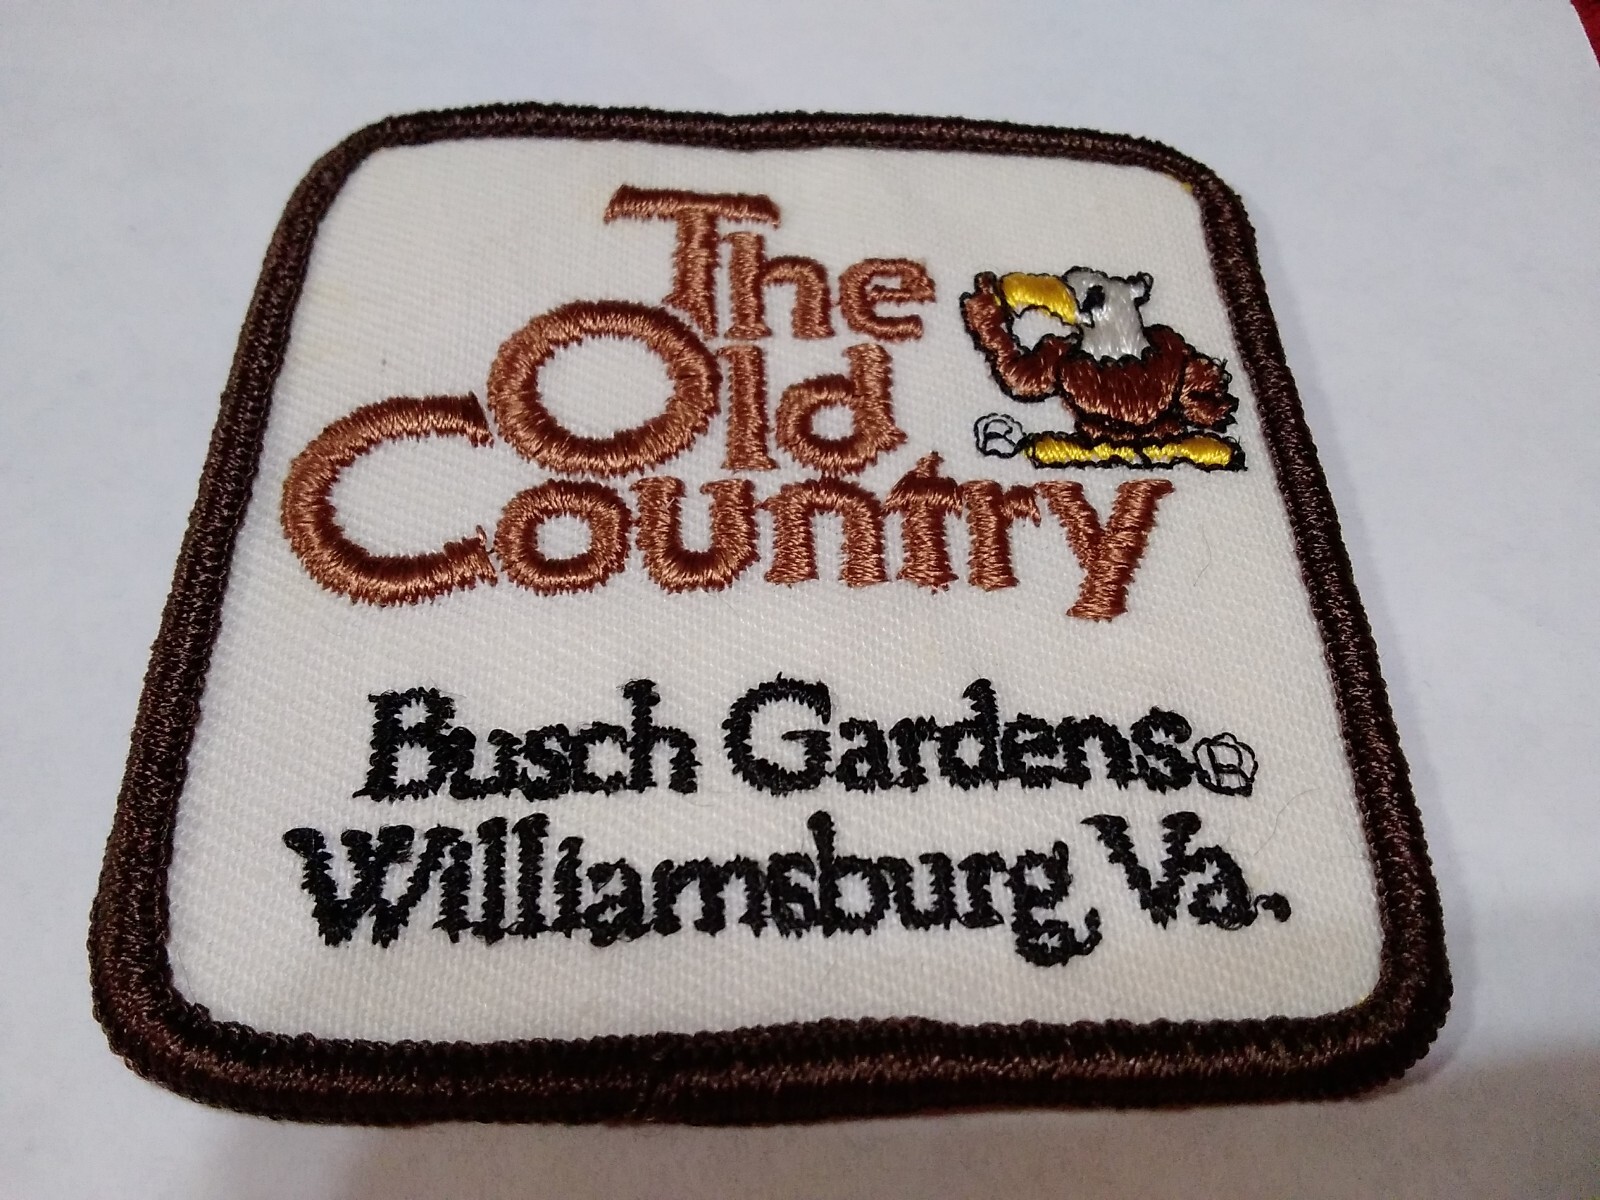 The
Old
Country
®
Busch Gardens®
Williamsburg, Va.